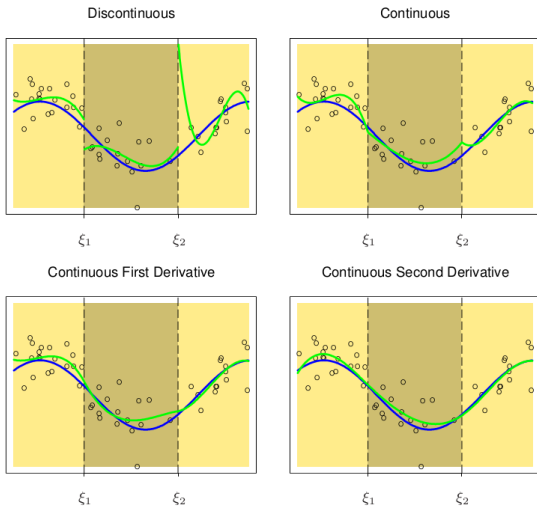 Discontinuous
Continuous
ξ₁ ξ₂
ξ₁ ξ₂
Continuous First Derivative
Continuous Second Derivative
ξ₁ ξ₂
ξ₁ ξ₂